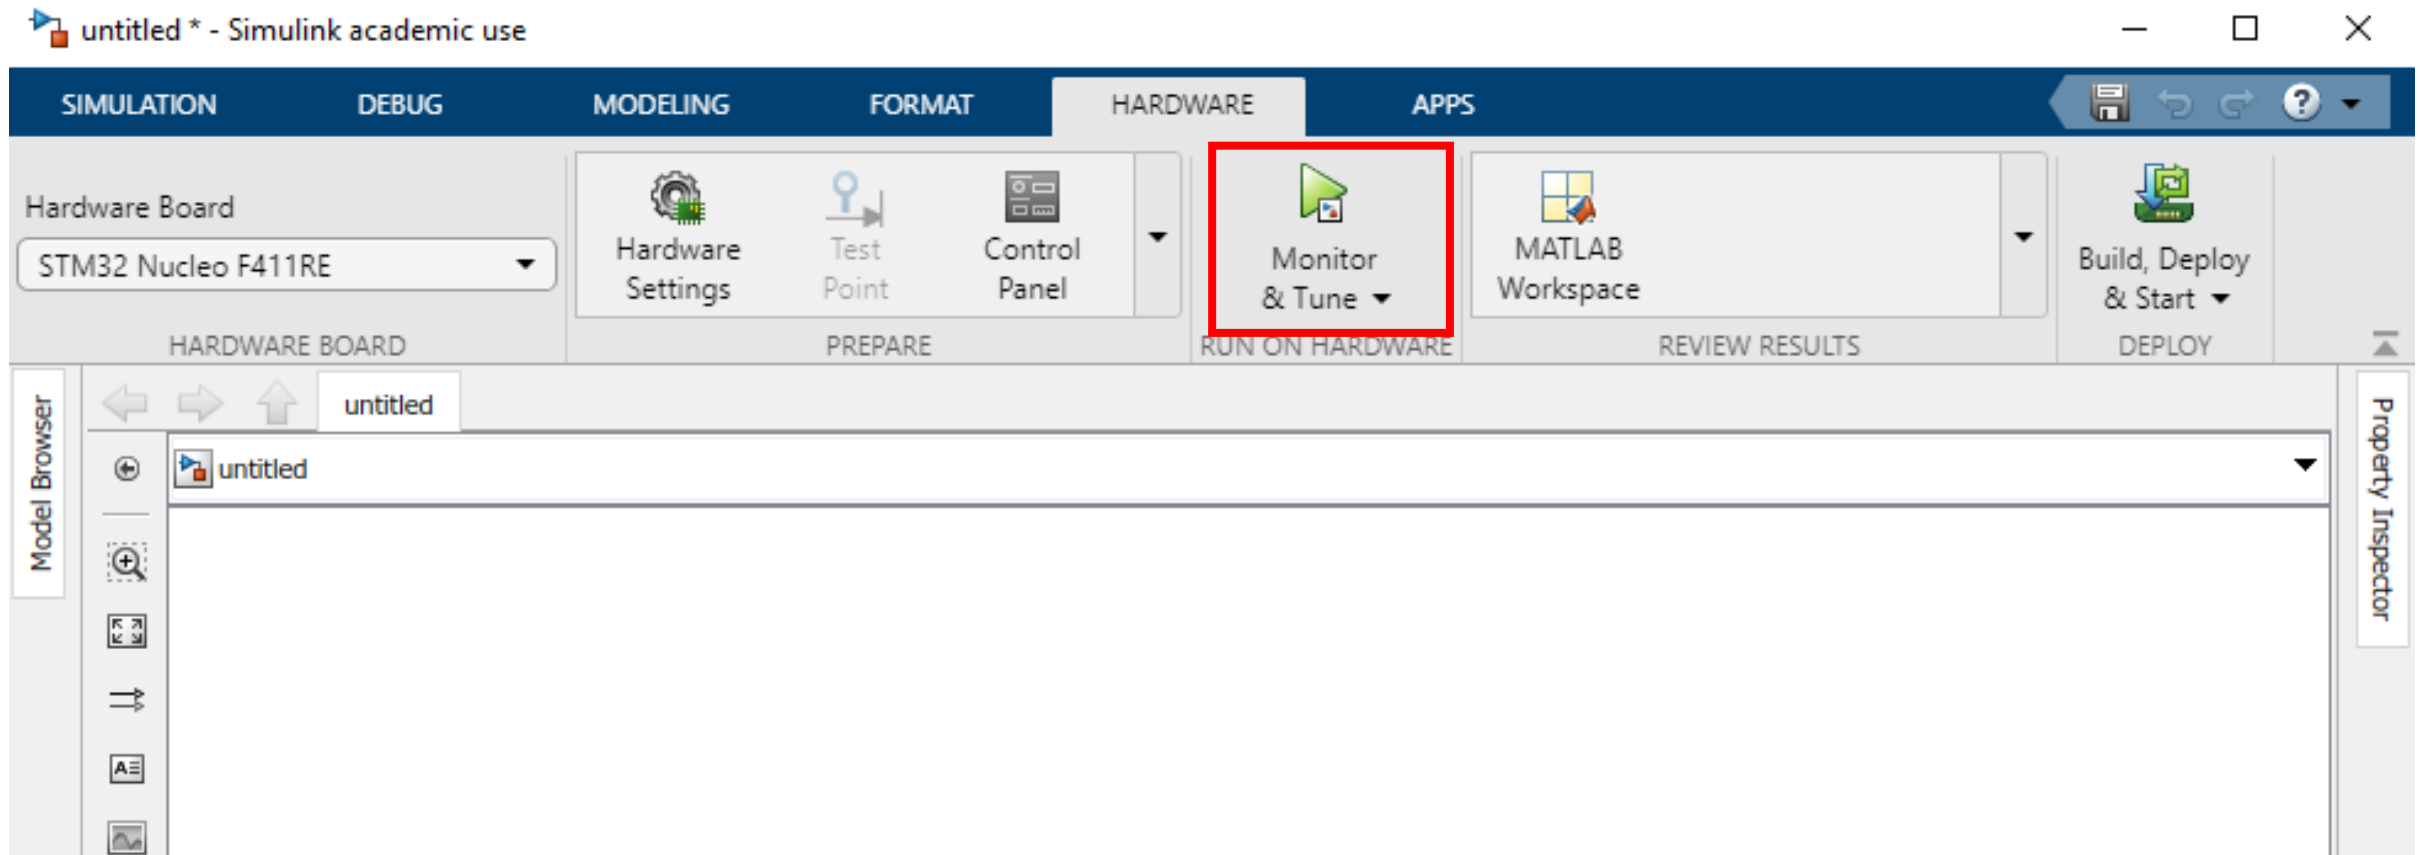 untitled * - Simulink academic use
SIMULATION DEBUG MODELING FORMAT HARDWARE APPS
Hardware Board
STM32 Nucleo F411RE
HARDWARE BOARD
Hardware
Settings
Test
Point
Control
Panel
PREPARE
Monitor
& Tune
RUN ON HARDWARE
MATLAB
Workspace
REVIEW RESULTS
Build, Deploy
& Start
DEPLOY
Model Browser
untitled
untitled
Property Inspector